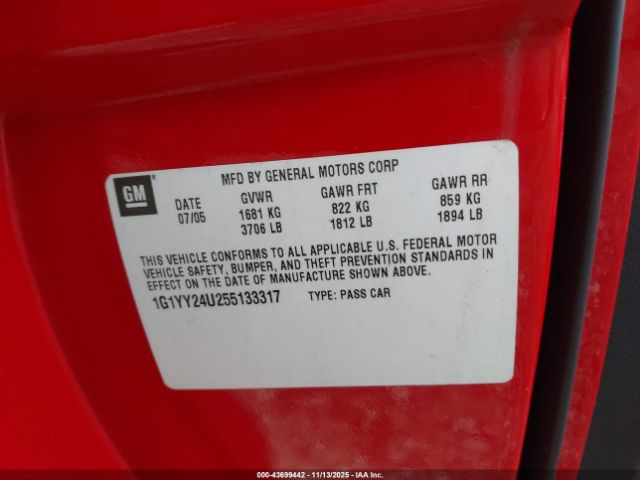 MFD BY GENERAL MOTORS CORP
GM
DATE GVWR GAWR FRT GAWR RR
07/05 1681 KG 822 KG 859 KG
3706 LB 1812 LB 1894 LB
THIS VEHICLE CONFORMS TO ALL APPLICABLE U.S. FEDERAL MOTOR
VEHICLE SAFETY, BUMPER, AND THEFT PREVENTION STANDARDS IN
EFFECT ON THE DATE OF MANUFACTURE SHOWN ABOVE.
1G1YY24U255133317 TYPE: PASS CAR
000-43699442 - 11/13/2025 - IAA Inc.